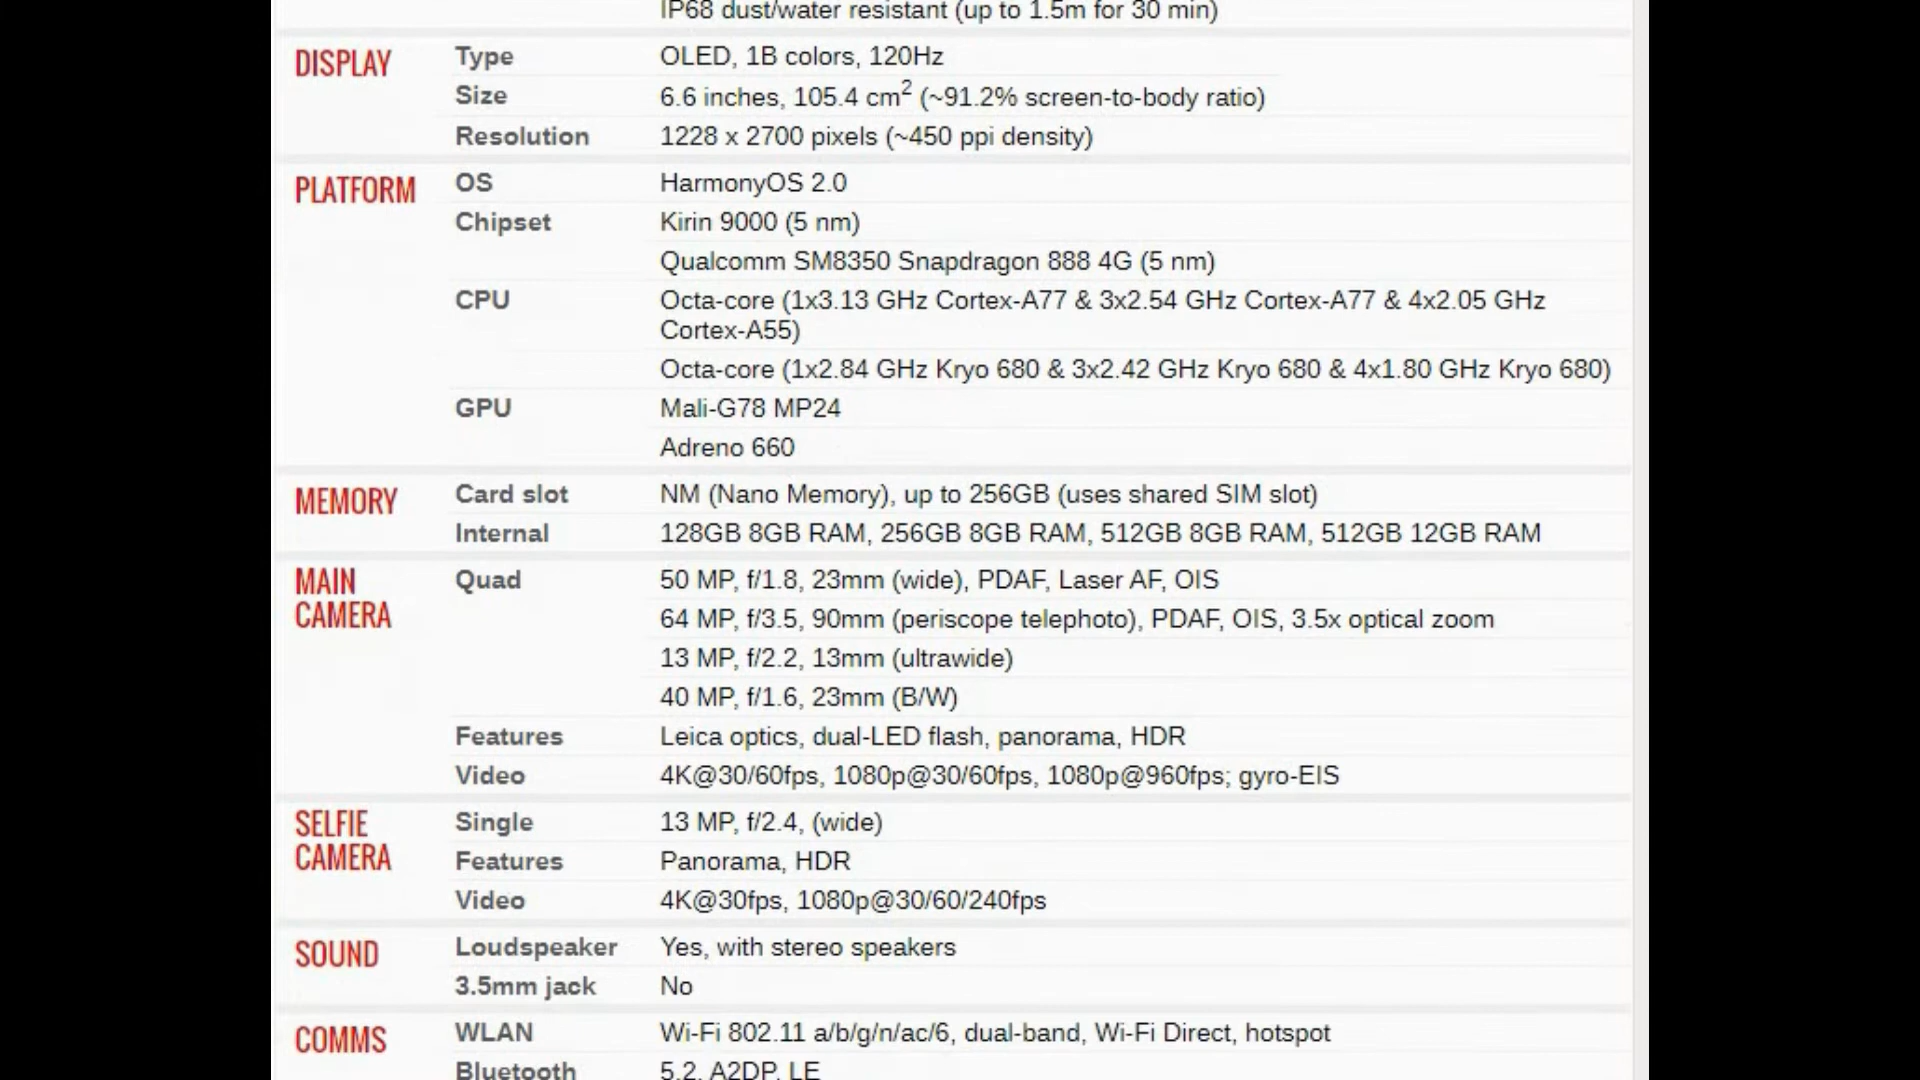 IP68 dust/water resistant (up to 1.5m for 30 min)
DISPLAY
Type OLED, 1B colors, 120Hz
Size 6.6 inches, 105.4 cm2 (~91.2% screen-to-body ratio)
Resolution 1228 x 2700 pixels (~450 ppi density)
PLATFORM
OS HarmonyOS 2.0
Chipset Kirin 9000 (5 nm)
Qualcomm SM8350 Snapdragon 888 4G (5 nm)
CPU Octa-core (1x3.13 GHz Cortex-A77 & 3x2.54 GHz Cortex-A77 & 4x2.05 GHz
Cortex-A55)
Octa-core (1x2.84 GHz Kryo 680 & 3x2.42 GHz Kryo 680 & 4x1.80 GHz Kryo 680)
GPU Mali-G78 MP24
Adreno 660
MEMORY
Card slot NM (Nano Memory), up to 256GB (uses shared SIM slot)
Internal 128GB 8GB RAM, 256GB 8GB RAM, 512GB 8GB RAM, 512GB 12GB RAM
MAIN
CAMERA
Quad 50 MP, f/1.8, 23mm (wide), PDAF, Laser AF, OIS
64 MP, f/3.5, 90mm (periscope telephoto), PDAF, OIS, 3.5x optical zoom
13 MP, f/2.2, 13mm (ultrawide)
40 MP, f/1.6, 23mm (B/W)
Features Leica optics, dual-LED flash, panorama, HDR
Video 4K@30/60fps, 1080p@30/60fps, 1080p@960fps; gyro-EIS
SELFIE
CAMERA
Single 13 MP, f/2.4, (wide)
Features Panorama, HDR
Video 4K@30fps, 1080p@30/60/240fps
SOUND
Loudspeaker Yes, with stereo speakers
3.5mm jack No
COMMS
WLAN Wi-Fi 802.11 a/b/g/n/ac/6, dual-band, Wi-Fi Direct, hotspot
Bluetooth 5.2, A2DP, LE